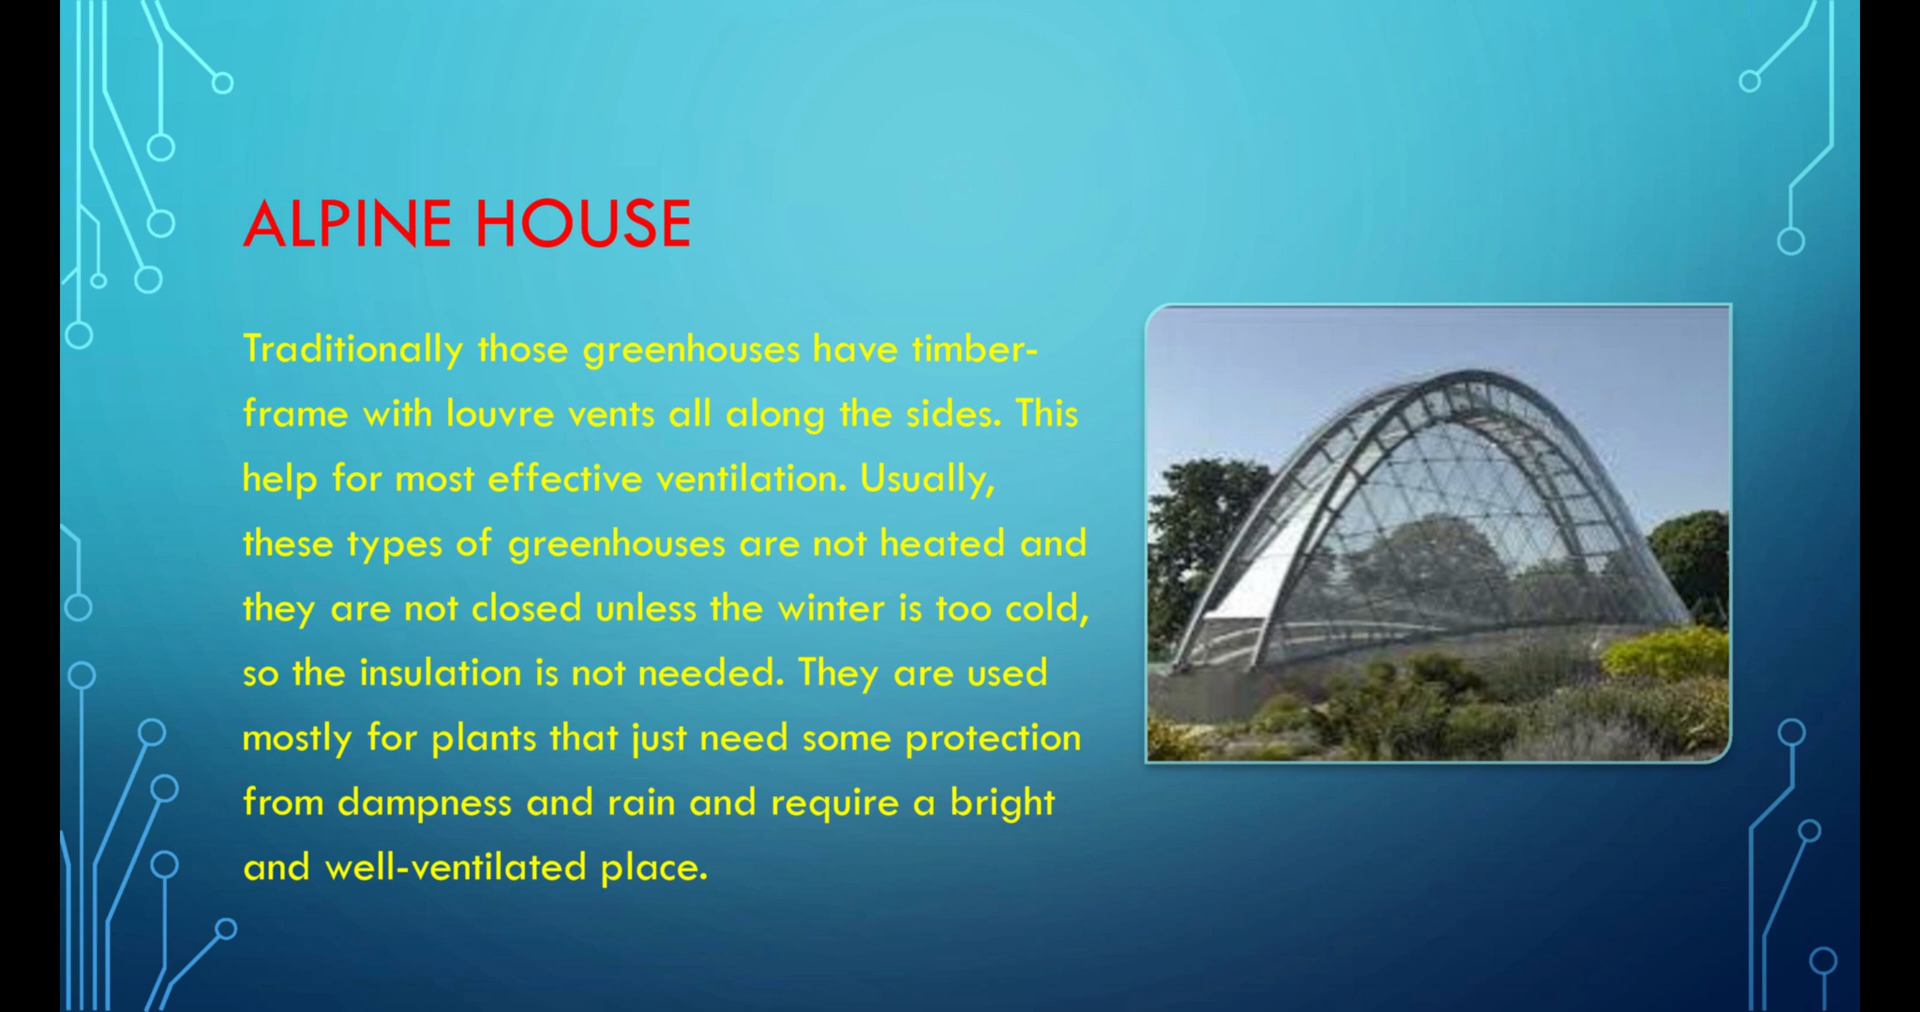 ALPINE HOUSE
Traditionally those greenhouses have timber-
frame with louvre vents all along the sides. This
help for most effective ventilation. Usually,
these types of greenhouses are not heated and
they are not closed unless the winter is too cold,
so the insulation is not needed. They are used
mostly for plants that just need some protection
from dampness and rain and require a bright
and well-ventilated place.